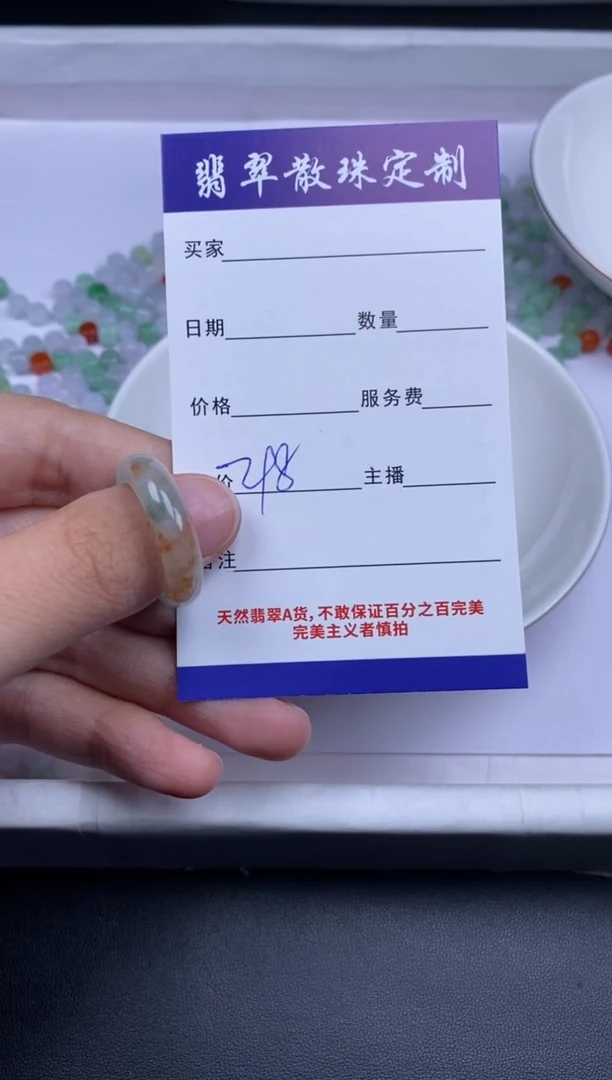 翡翠散珠定制
买家
日期 数量
价格 服务费
价 主播
注
天然翡翠A货,不敢保证百分之百完美
完美主义者慎拍